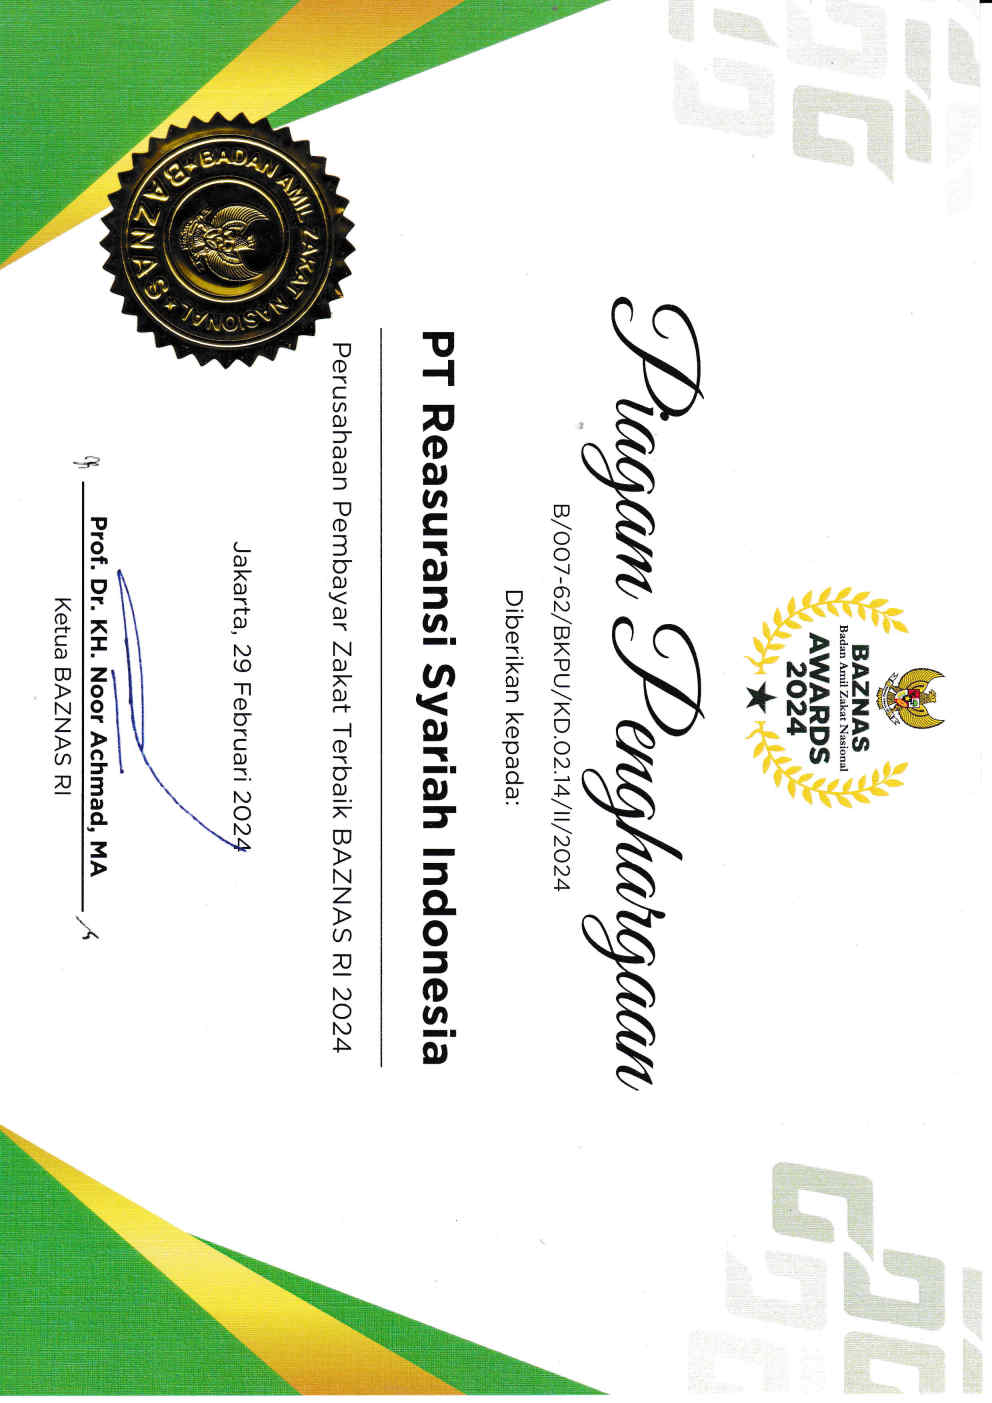 BAZNAS
Badan Amil Zakat Nasional
AWARDS
2024
Piagam Penghargaan
B/007-62/BKPU/KD.02.14/II/2024
Diberikan kepada:
PT Reasuransi Syariah Indonesia
Perusahaan Pembayar Zakat Terbaik BAZNAS RI 2024
BADAN AMIL ZAKAT NASIONAL
BAZNAS
Jakarta, 29 Februari 2024
Prof. Dr. KH. Noor Achmad, MA
Ketua BAZNAS RI